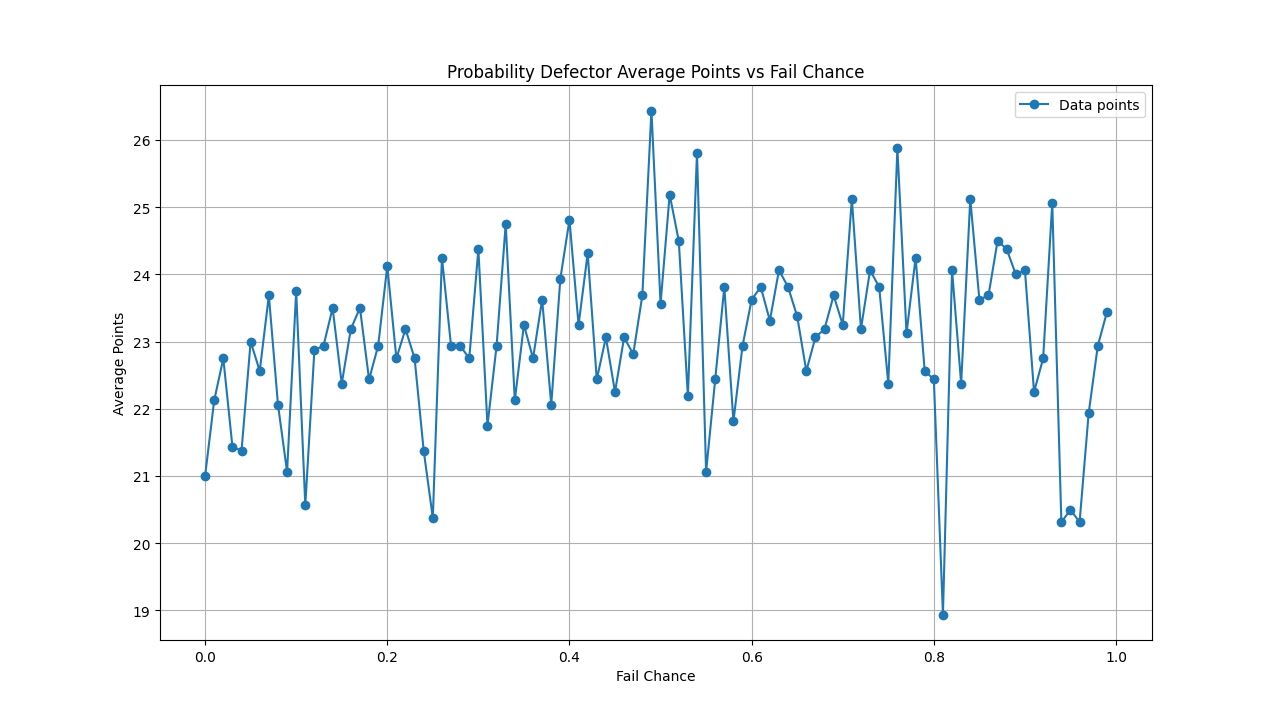 Probability Defector Average Points vs Fail Chance
Data points
26
25
24
23
22
21
20
19
Average Points
0.0 0.2 0.4 0.6 0.8 1.0
Fail Chance